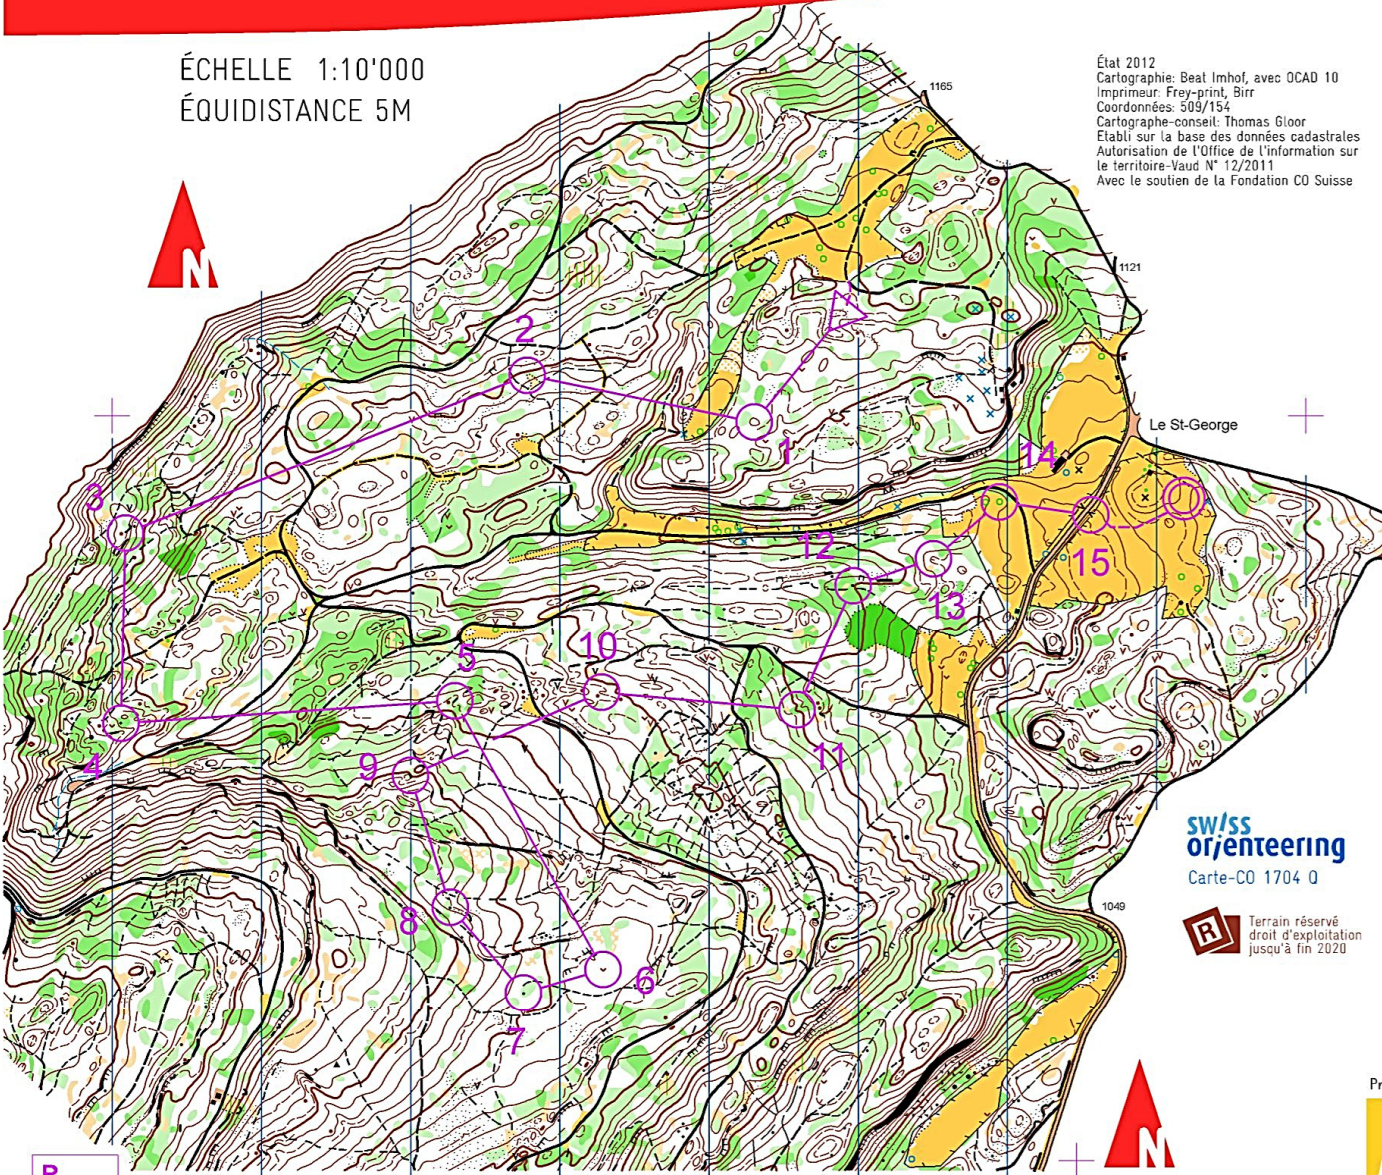 ÉCHELLE 1:10'000
ÉQUIDISTANCE 5M
État 2012
Cartographie: Beat Imhof, avec OCAD 10
Imprimeur: Frey-print, Birr
Coordonnées: 509/154
Cartographe-conseil: Thomas Gloor
Etabli sur la base des données cadastrales
Autorisation de l'Office de l'information sur
le territoire-Vaud N° 12/2011
Avec le soutien de la Fondation CO Suisse
1165
N
1121
2
Le St-George
1
14
3
12
15
13
10
5
4
9
11
swiss
orienteering
Carte-CO 1704 Q
8
1049
R
Terrain réservé
droit d'exploitation
jusqu'à fin 2020
6
7
N
Pr
B